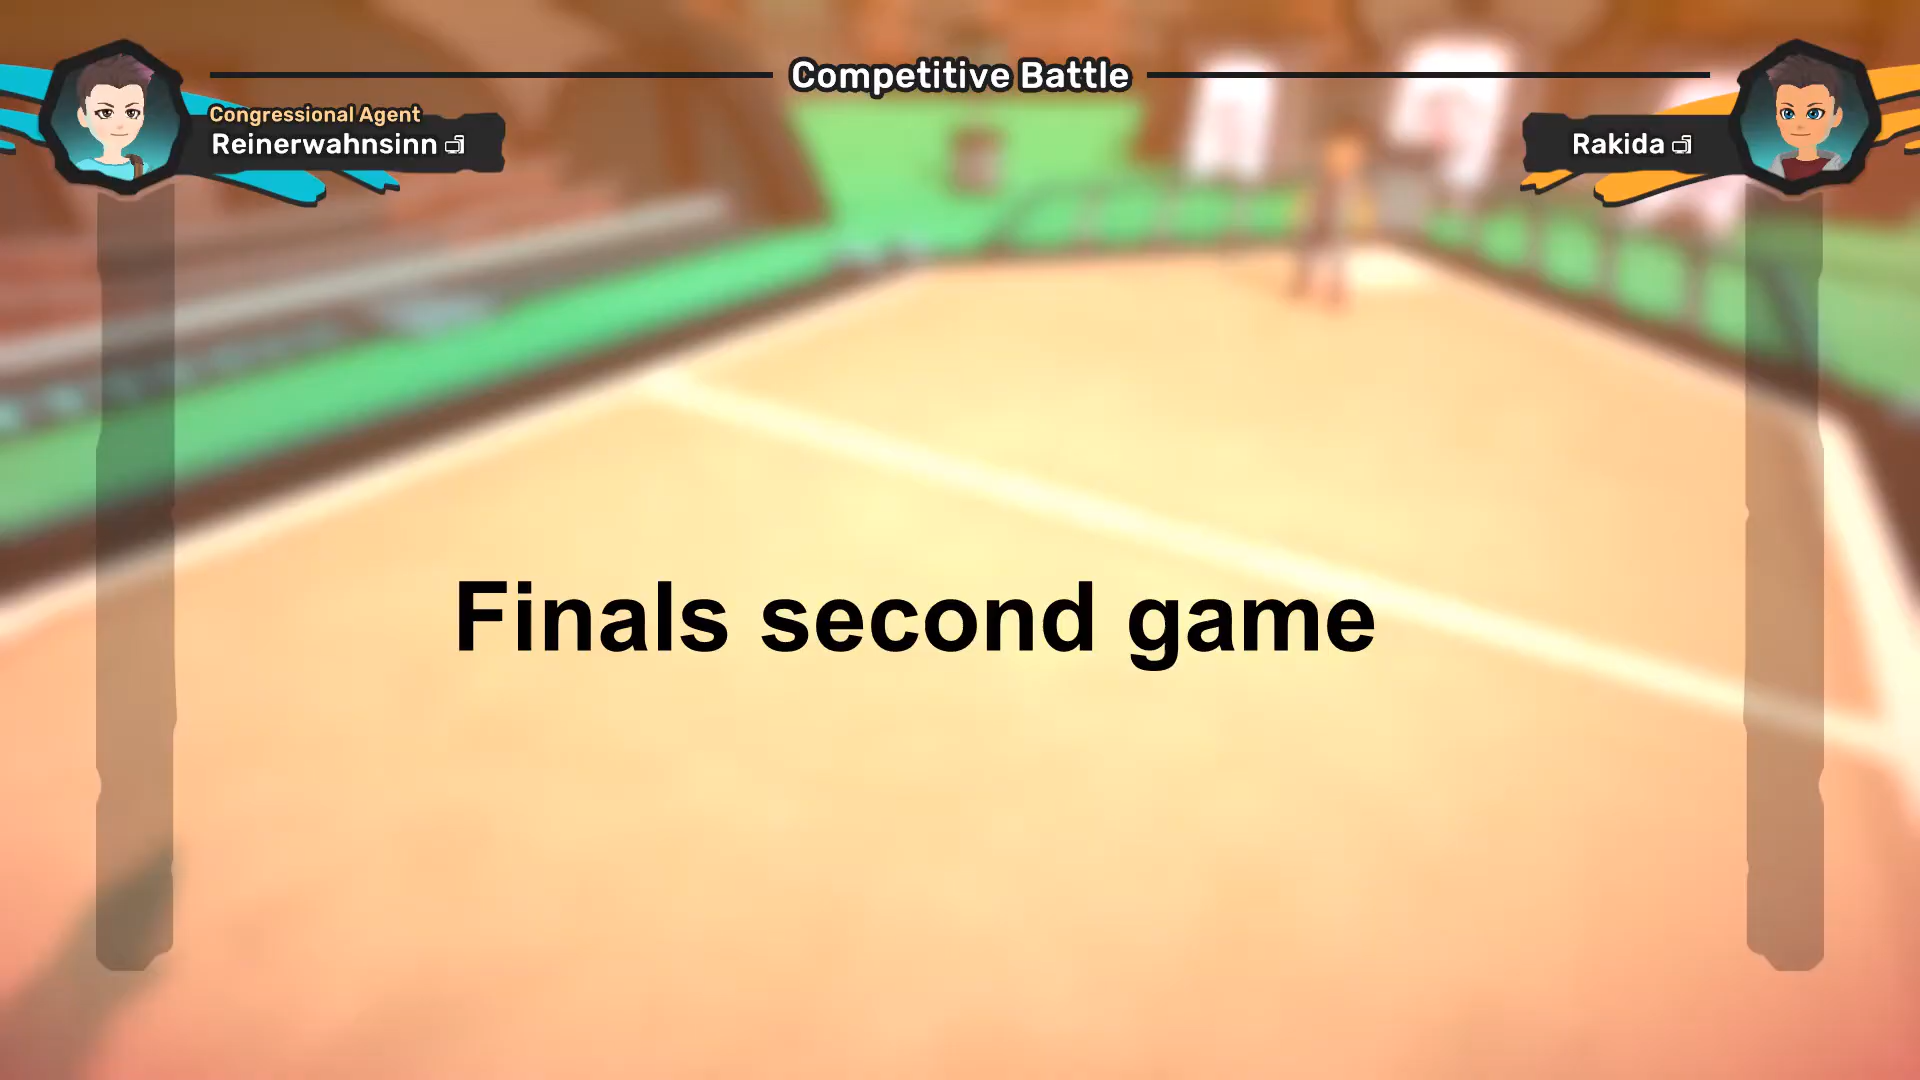 Competitive Battle
Congressional Agent
Reinerwahnsinn
Rakida
Finals second game